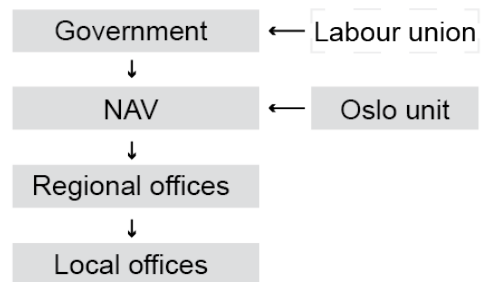 Government
Labour union
NAV
Oslo unit
Regional offices
Local offices